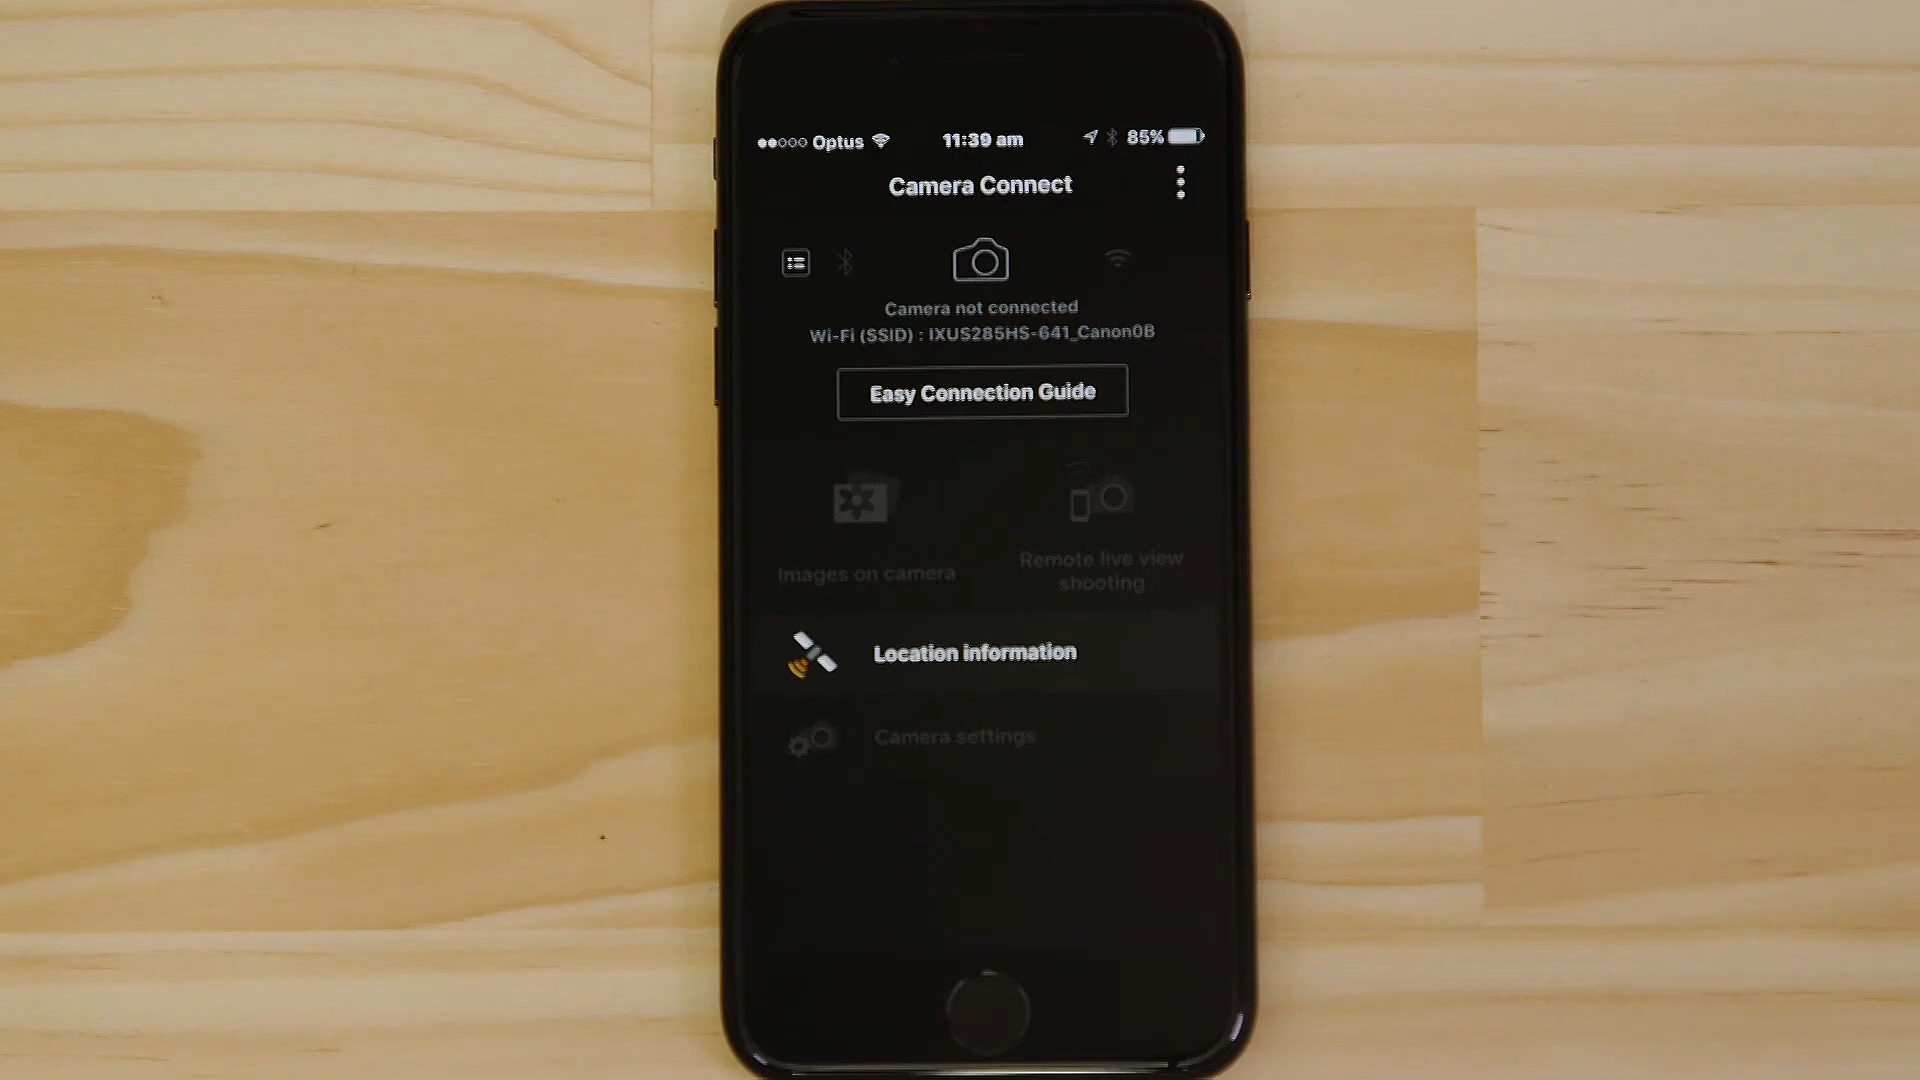 Optus
11:39 am
85%
Camera Connect
Camera not connected
Wi-Fi (SSID) : IXUS285HS-641_Canon0B
Easy Connection Guide
Images on camera
Remote live view
shooting
Location information
Camera settings